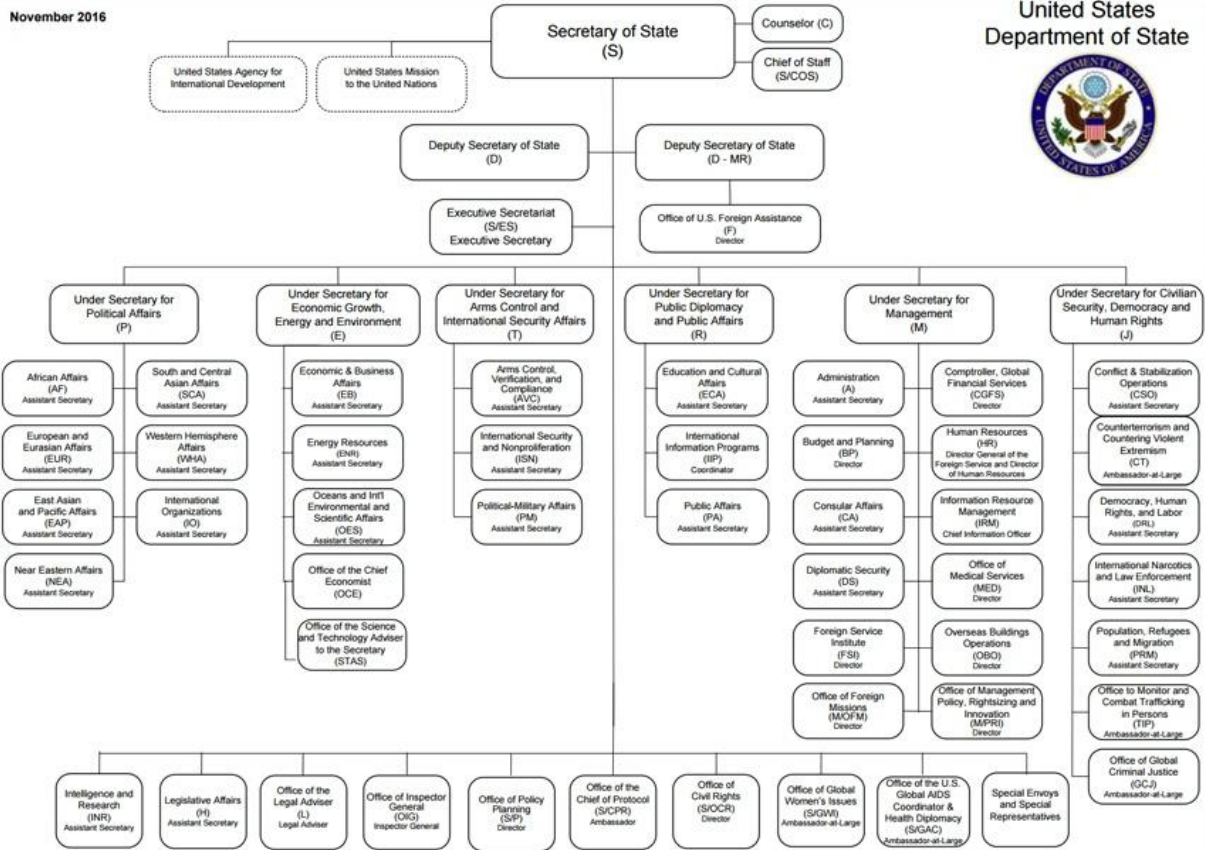 November 2016
United States
Department of State
DEPARTMENT OF STATE
UNITED STATES OF AMERICA
Secretary of State
(S)
Counselor (C)
Chief of Staff
(S/COS)
United States Agency for
International Development
United States Mission
to the United Nations
Deputy Secretary of State
(D)
Deputy Secretary of State
(D - MR)
Executive Secretariat
(S/ES)
Executive Secretary
Office of U.S. Foreign Assistance
(F)
Director
Under Secretary for
Political Affairs
(P)
Under Secretary for
Economic Growth,
Energy and Environment
(E)
Under Secretary for
Arms Control and
International Security Affairs
(T)
Under Secretary for
Public Diplomacy
and Public Affairs
(R)
Under Secretary for
Management
(M)
Under Secretary for Civilian
Security, Democracy and
Human Rights
(J)
African Affairs
(AF)
Assistant Secretary
South and Central
Asian Affairs
(SCA)
Assistant Secretary
European and
Eurasian Affairs
(EUR)
Assistant Secretary
Western Hemisphere
Affairs
(WHA)
Assistant Secretary
East Asian
and Pacific Affairs
(EAP)
Assistant Secretary
International
Organizations
(IO)
Assistant Secretary
Near Eastern Affairs
(NEA)
Assistant Secretary
Economic & Business
Affairs
(EB)
Assistant Secretary
Energy Resources
(ENR)
Assistant Secretary
Oceans and Int'l
Environmental and
Scientific Affairs
(OES)
Assistant Secretary
Office of the Chief
Economist
(OCE)
Office of the Science
and Technology Adviser
to the Secretary
(STAS)
Arms Control,
Verification, and
Compliance
(AVC)
Assistant Secretary
International Security
and Nonproliferation
(ISN)
Assistant Secretary
Political-Military Affairs
(PM)
Assistant Secretary
Education and Cultural
Affairs
(ECA)
Assistant Secretary
International
Information Programs
(IIP)
Coordinator
Public Affairs
(PA)
Assistant Secretary
Administration
(A)
Assistant Secretary
Comptroller, Global
Financial Services
(CGFS)
Director
Budget and Planning
(BP)
Director
Human Resources
(HR)
Director General of the
Foreign Service and Director
of Human Resources
Consular Affairs
(CA)
Assistant Secretary
Information Resource
Management
(IRM)
Chief Information Officer
Diplomatic Security
(DS)
Assistant Secretary
Office of
Medical Services
(MED)
Director
Foreign Service
Institute
(FSI)
Director
Overseas Buildings
Operations
(OBO)
Director
Office of Foreign
Missions
(M/OFM)
Director
Office of Management
Policy, Rightsizing and
Innovation
(M/PRI)
Director
Conflict & Stabilization
Operations
(CSO)
Assistant Secretary
Counterterrorism and
Countering Violent
Extremism
(CT)
Ambassador-at-Large
Democracy, Human
Rights, and Labor
(DRL)
Assistant Secretary
International Narcotics
and Law Enforcement
(INL)
Assistant Secretary
Population, Refugees
and Migration
(PRM)
Assistant Secretary
Office to Monitor and
Combat Trafficking
in Persons
(TIP)
Ambassador-at-Large
Office of Global
Criminal Justice
(GCJ)
Ambassador-at-Large
Intelligence and
Research
(INR)
Assistant Secretary
Legislative Affairs
(H)
Assistant Secretary
Office of the
Legal Adviser
(L)
Legal Adviser
Office of Inspector
General
(OIG)
Inspector General
Office of Policy
Planning
(S/P)
Director
Office of the
Chief of Protocol
(S/CPR)
Ambassador
Office of
Civil Rights
(S/OCR)
Director
Office of Global
Women's Issues
(S/GWI)
Ambassador-at-Large
Office of the U.S.
Global AIDS
Coordinator &
Health Diplomacy
(S/GAC)
Ambassador-at-Large
Special Envoys
and Special
Representatives